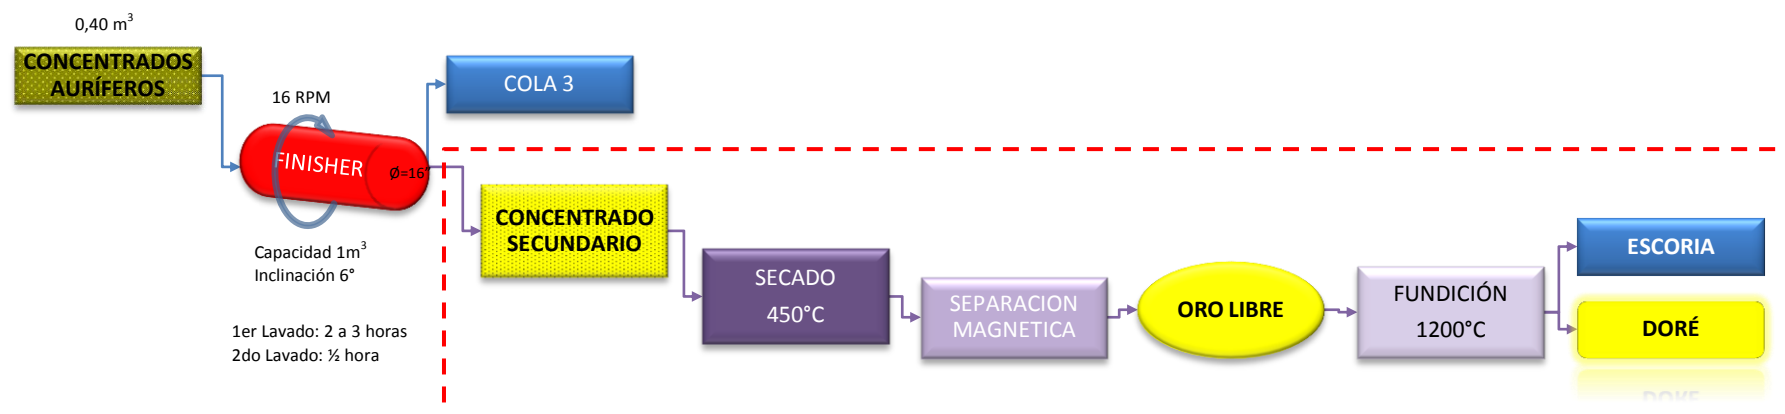 0,40 m³
CONCENTRADOS
AURÍFEROS
COLA 3
16 RPM
FINISHER
Ø=16"
Capacidad 1m³
Inclinación 6°
1er Lavado: 2 a 3 horas
2do Lavado: ½ hora
CONCENTRADO
SECUNDARIO
SECADO
450°C
SEPARACION
MAGNETICA
ORO LIBRE
FUNDICIÓN
1200°C
ESCORIA
DORÉ